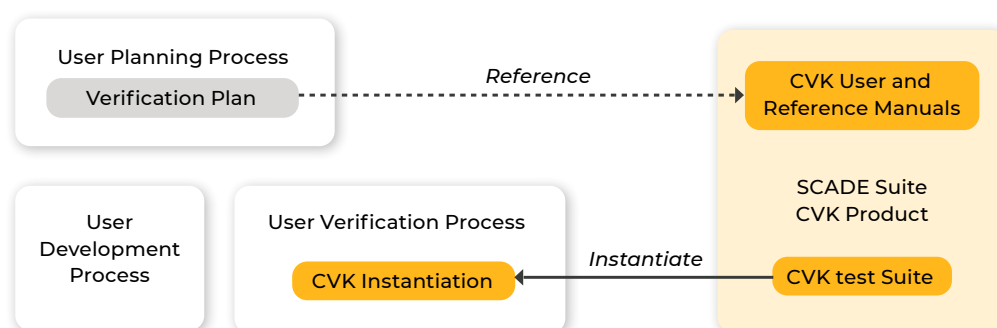 User Planning Process
Verification Plan
Reference
CVK User and
Reference Manuals
SCADE Suite
CVK Product
User
Development
Process
User Verification Process
CVK Instantiation
Instantiate
CVK test Suite